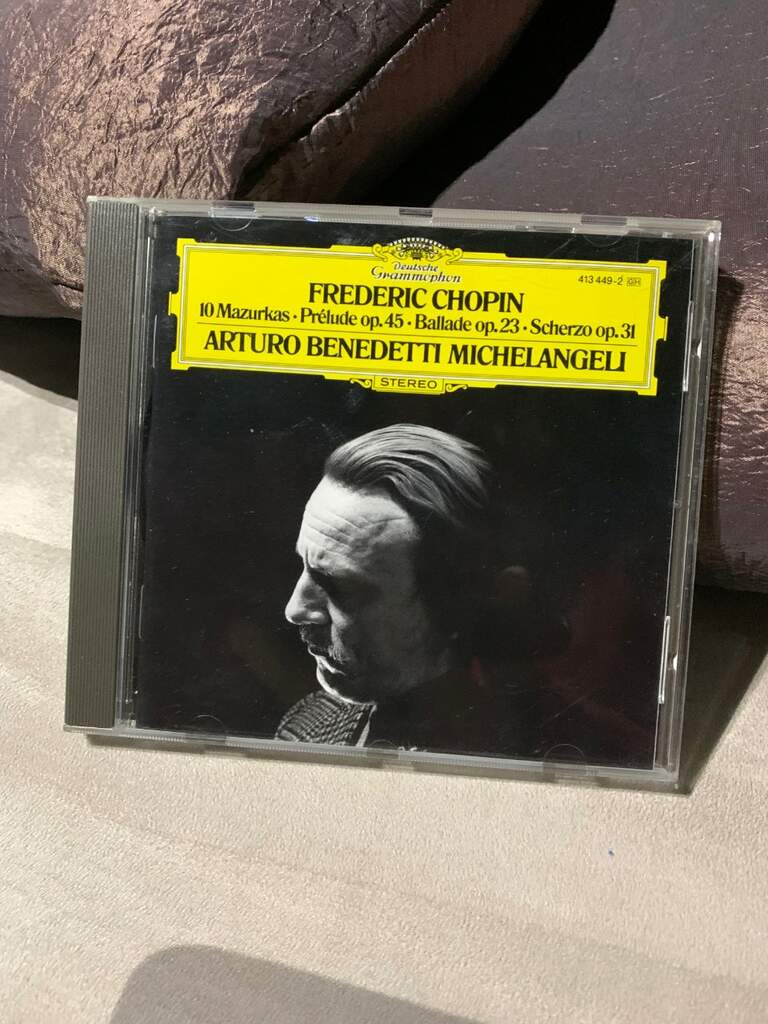 Deutsche
Grammophon
413 449-2 GH
FREDERIC CHOPIN
10 Mazurkas · Prélude op. 45 · Ballade op. 23 · Scherzo op. 31
ARTURO BENEDETTI MICHELANGELI
STEREO